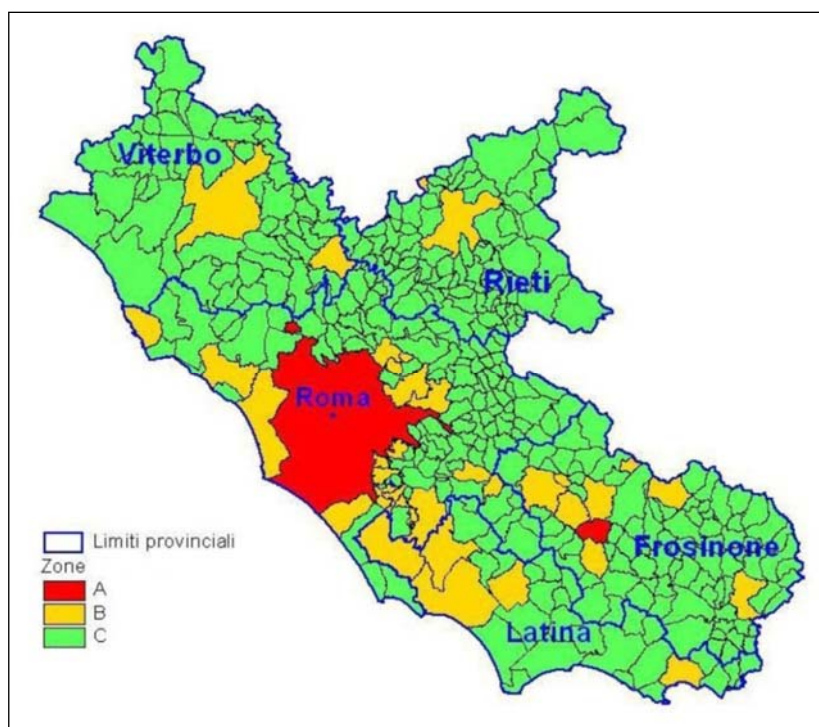 Viterbo
Rieti
Roma
Limiti provinciali
Zone
A
B
C
Frosinone
Latina